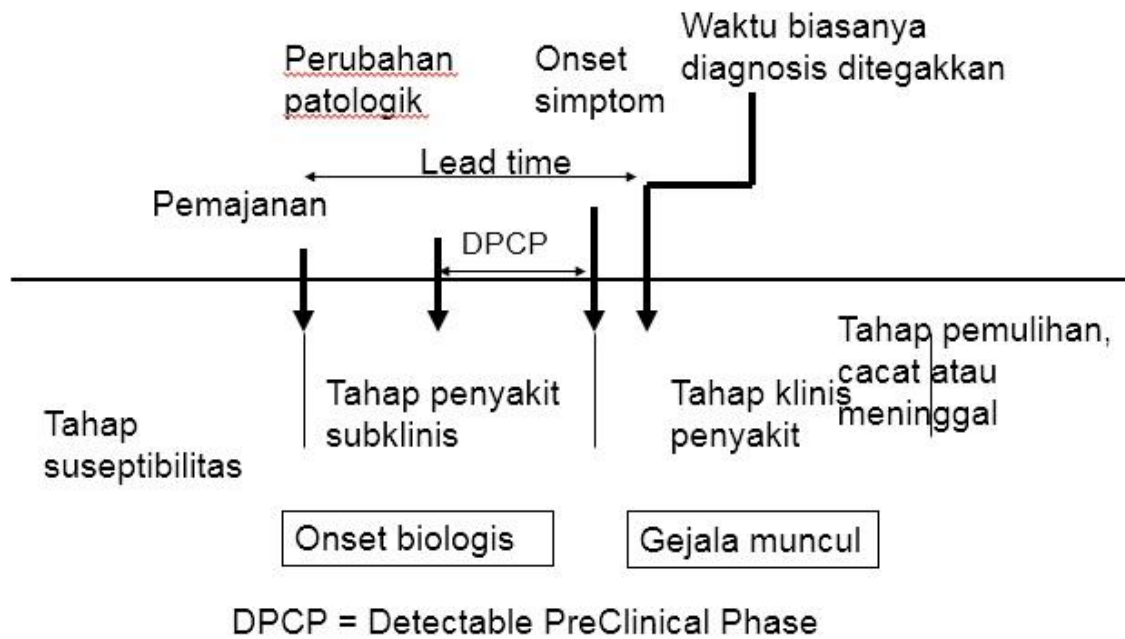 Waktu biasanya
diagnosis ditegakkan
Perubahan
patologik
Onset
simptom
Lead time
Pemajanan
DPCP
Tahap pemulihan,
cacat atau
meninggal
Tahap penyakit
subklinis
Tahap klinis
penyakit
Tahap
suseptibilitas
Onset biologis
Gejala muncul
DPCP = Detectable PreClinical Phase